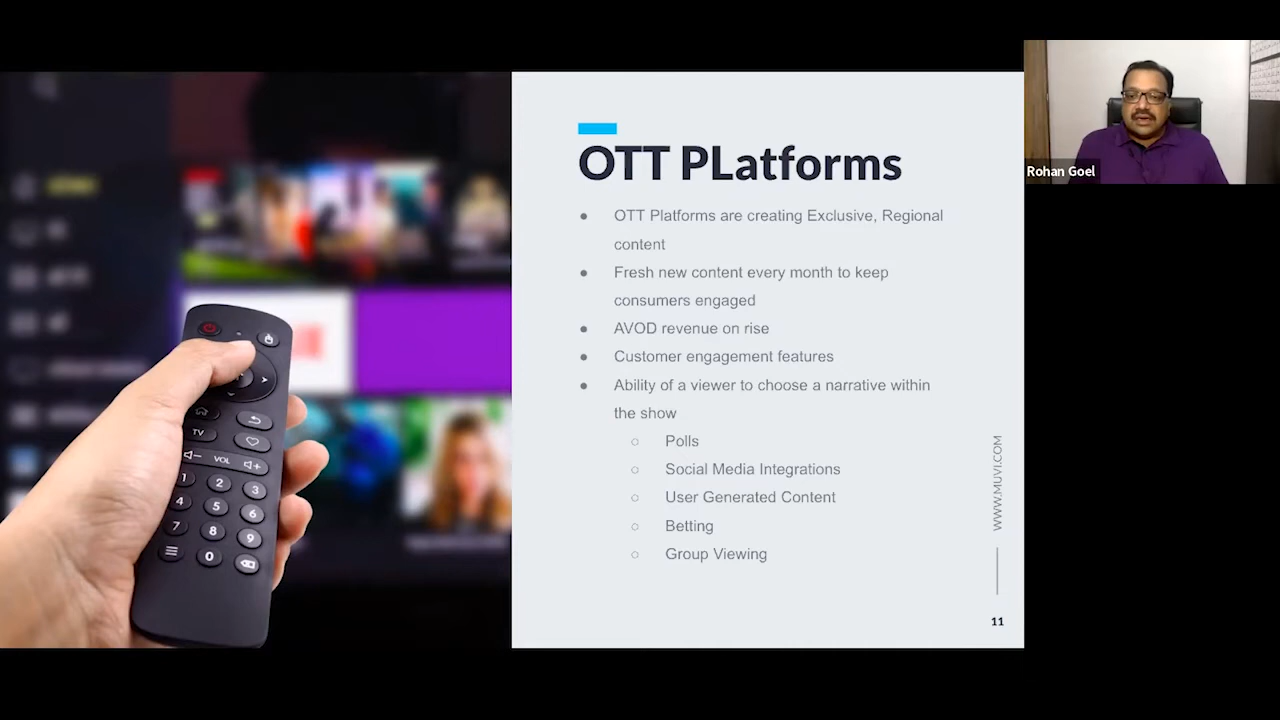 OTT PLatforms
● OTT Platforms are creating Exclusive, Regional
content
● Fresh new content every month to keep
consumers engaged
● AVOD revenue on rise
● Customer engagement features
● Ability of a viewer to choose a narrative within
the show
○ Polls
○ Social Media Integrations
○ User Generated Content
○ Betting
○ Group Viewing
WWW.MUVI.COM
11
Rohan Goel
TV
VOL
1 2 3
4 5 6
7 8 9
0